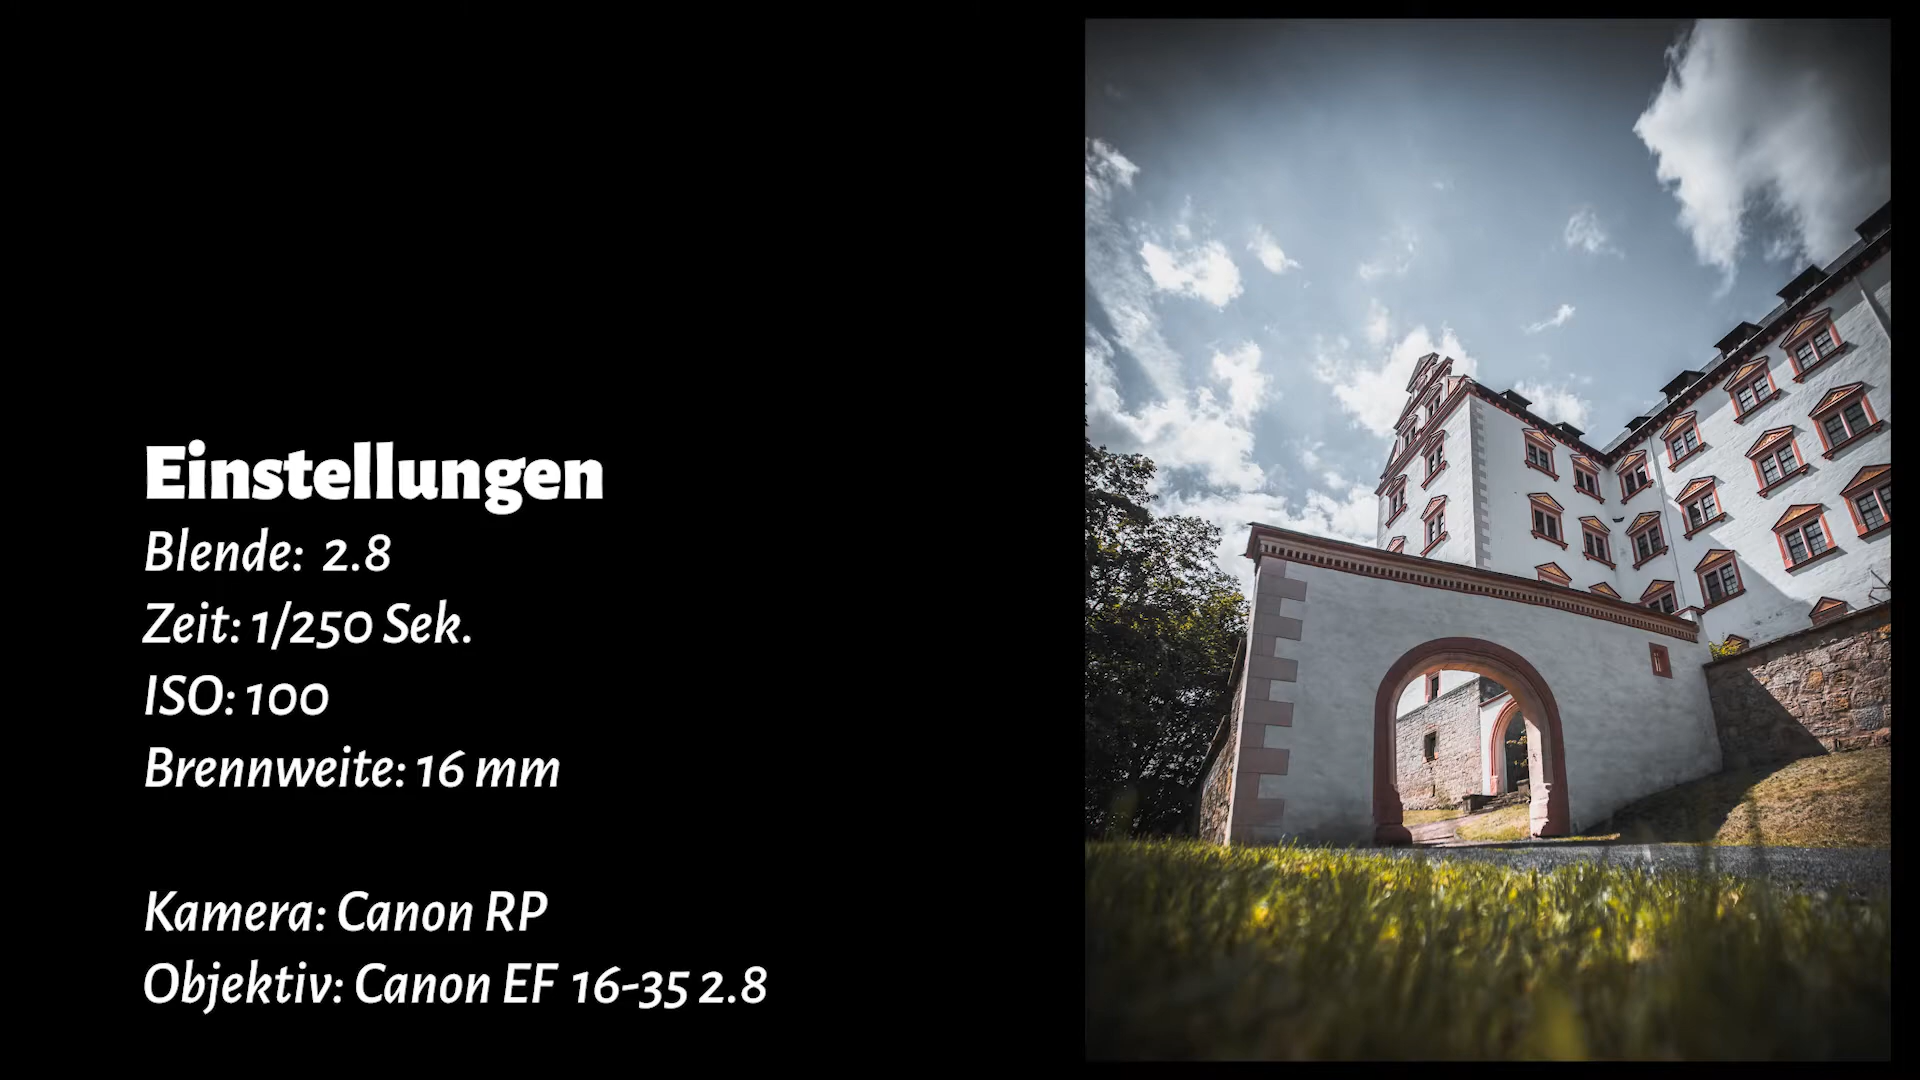 Einstellungen
Blende: 2.8
Zeit: 1/250 Sek.
ISO: 100
Brennweite: 16 mm
Kamera: Canon RP
Objektiv: Canon EF 16-35 2.8